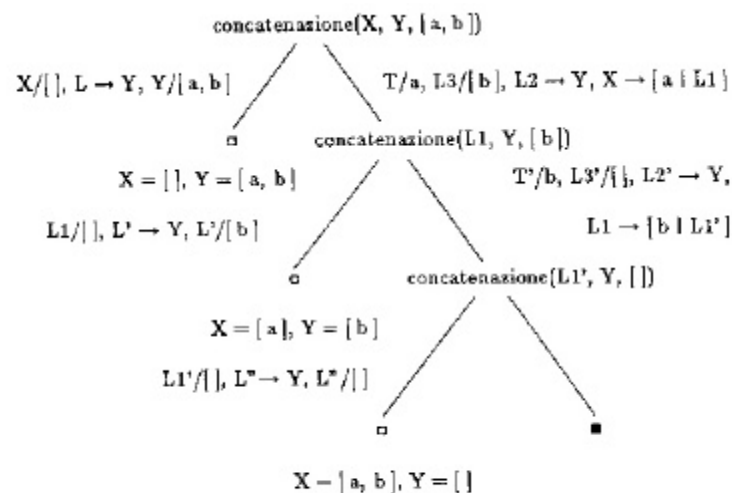 concatenazione(X, Y, [ a, b ])
X/[ ], L → Y, Y/[ a, b ]
T/a, L3/[ b ], L2 → Y, X → [ a | L1 ]
concatenazione(L1, Y, [ b ])
X = [ ], Y = [ a, b ]
T'/b, L3'/[ ], L2' → Y,
L1/[ ], L' → Y, L'/[ b ]
L1 → [ b | L1' ]
concatenazione(L1', Y, [ ])
X = [ a ], Y = [ b ]
L1'/[ ], L" → Y, L"/[ ]
X = [ a, b ], Y = [ ]